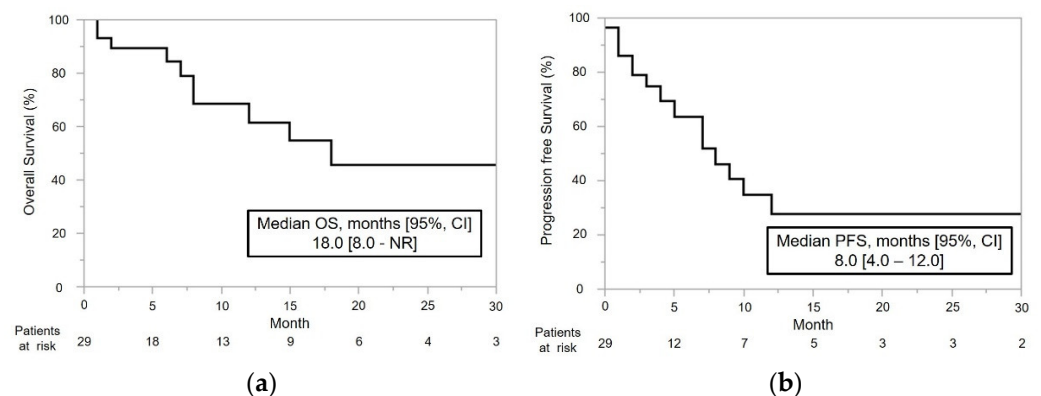 100
80
60
40
20
0
Overall Survival (%)
Median OS, months [95%, CI]
18.0 [8.0 - NR]
0 5 10 15 20 25 30
Month
Patients
at risk
29 18 13 9 6 4 3
(a)
100
80
60
40
20
0
Progression free Survival (%)
Median PFS, months [95%, CI]
8.0 [4.0 – 12.0]
0 5 10 15 20 25 30
Month
Patients
at risk
29 12 7 5 3 3 2
(b)